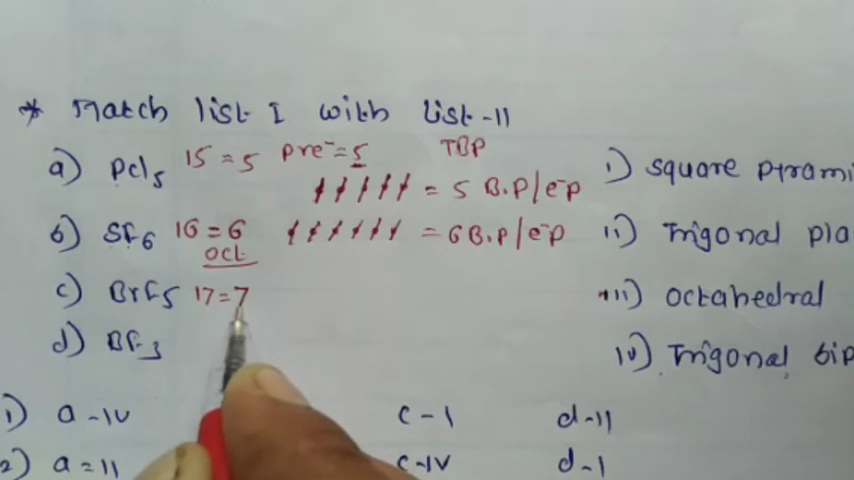 * Match list I with list-II
a) PCl5 15 = 5 Pre- = 5 TBP i) square pyrami
= 5 B.P/e-p
b) SF6 16 = 6 = 6 B.P/e-p ii) Trigonal pla
oct
c) BrF5 17 = 7 iii) octahedral
d) BF3 iv) Trigonal bip
1) a - iv c - i d - ii
2) a = ii c - iv d - i